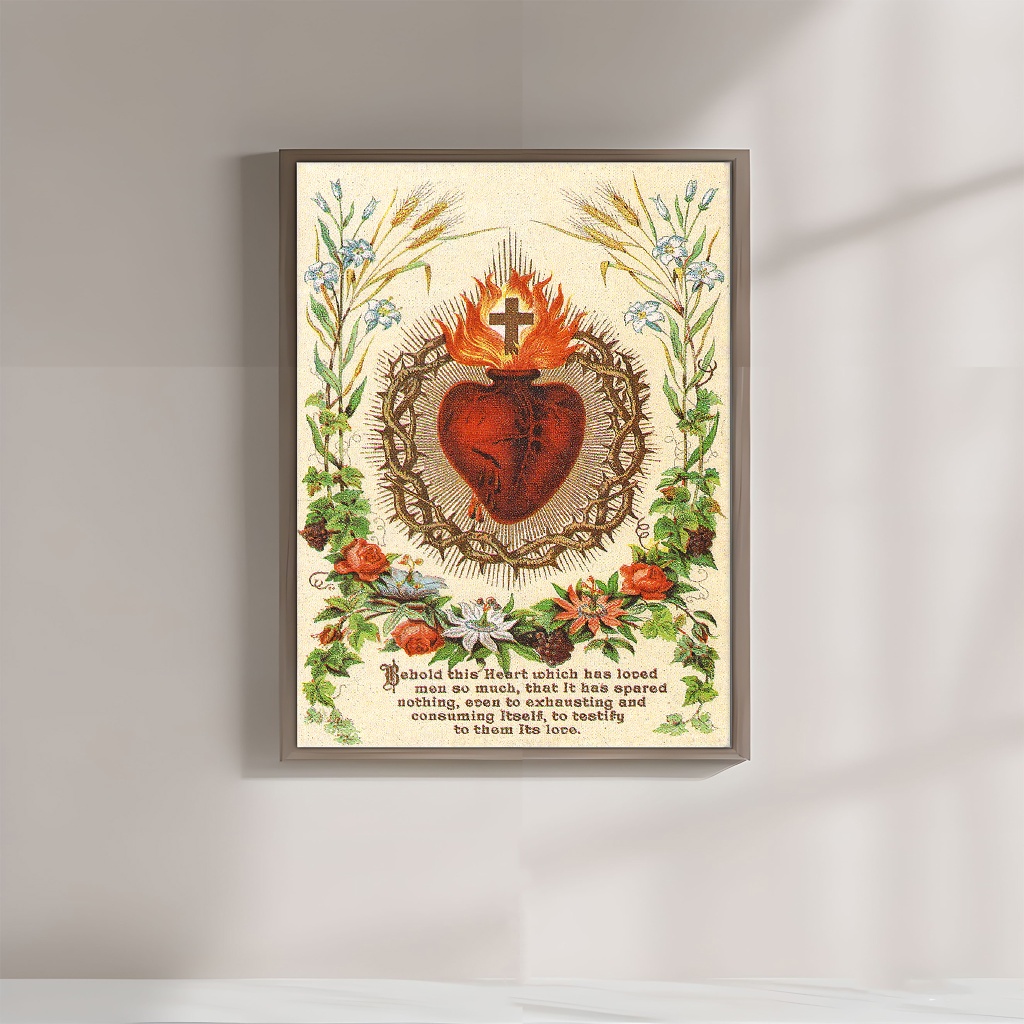 Behold this Heart which has loved
men so much, that It has spared
nothing, even to exhausting and
consuming Itself, to testify
to them Its love.